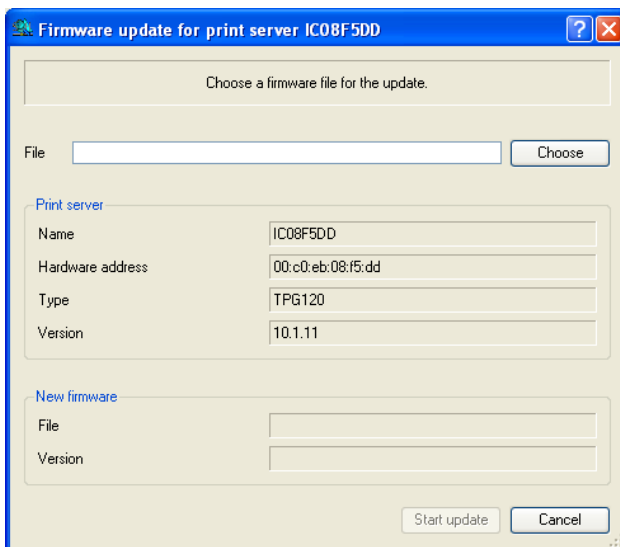 Firmware update for print server IC08F5DD
Choose a firmware file for the update.
File Choose
Print server
Name IC08F5DD
Hardware address 00:c0:eb:08:f5:dd
Type TPG120
Version 10.1.11
New firmware
File
Version
Start update Cancel